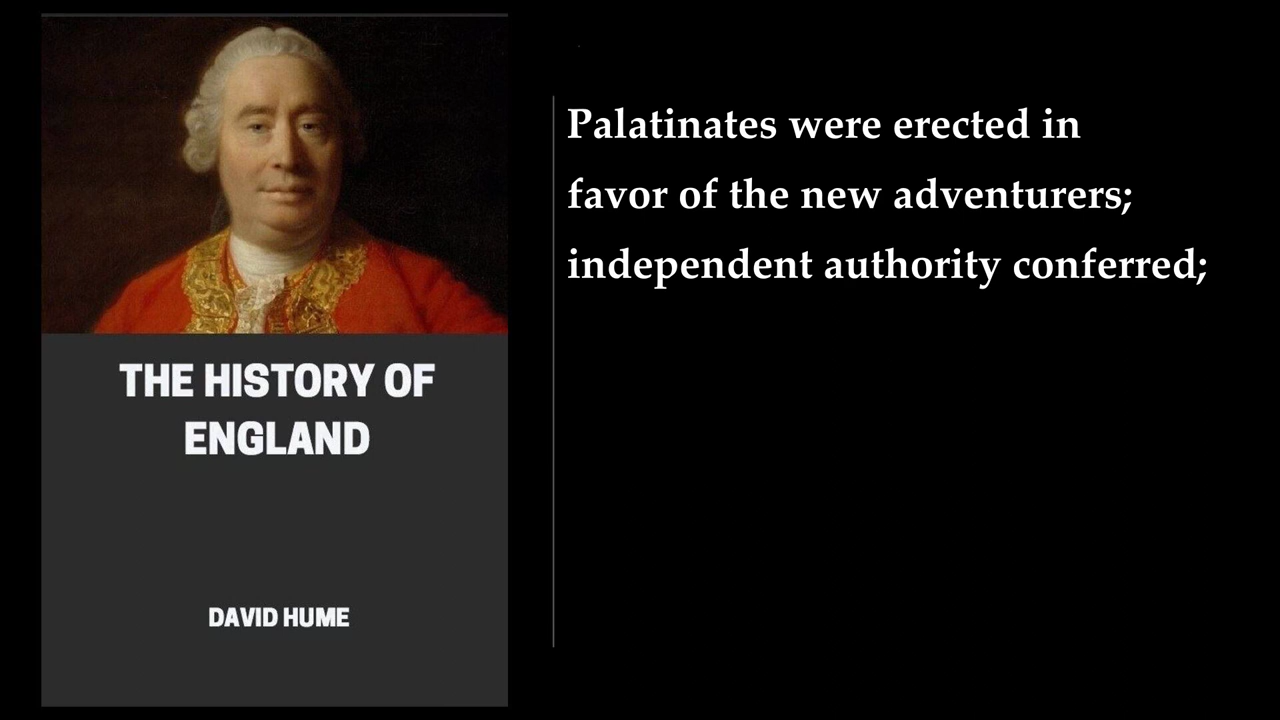 THE HISTORY OF
ENGLAND
DAVID HUME
Palatinates were erected in
favor of the new adventurers;
independent authority conferred;